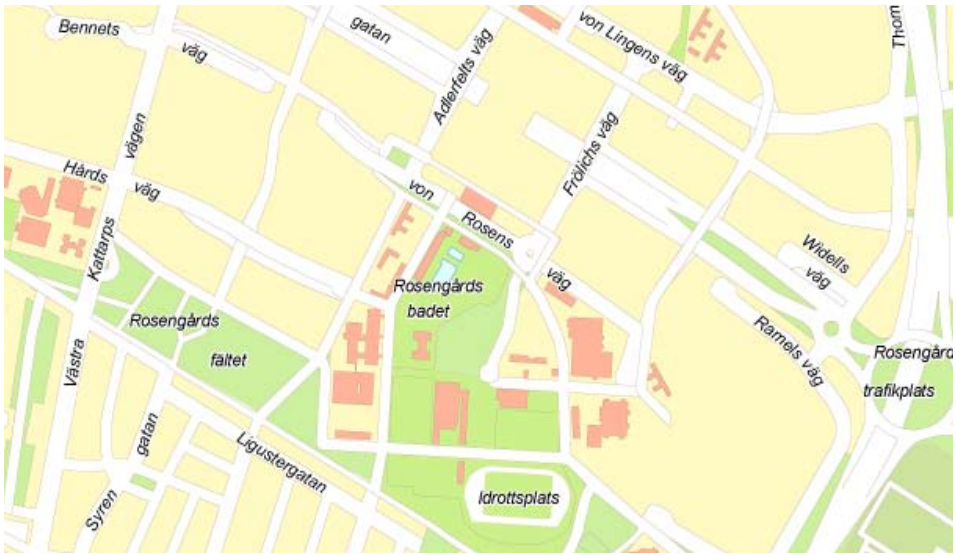 Bennets
väg
gatan
Adlerfelts väg
von Lingens väg
Thom
vägen
Hårds
väg
Frölichs väg
von
Rosens
väg
Widells
väg
Kattarps
Västra
Rosengårds
badet
Rosengårds
fältet
Ramels väg
Rosengård
trafikplats
gatan
Syren
Ligustergatan
Idrottsplats